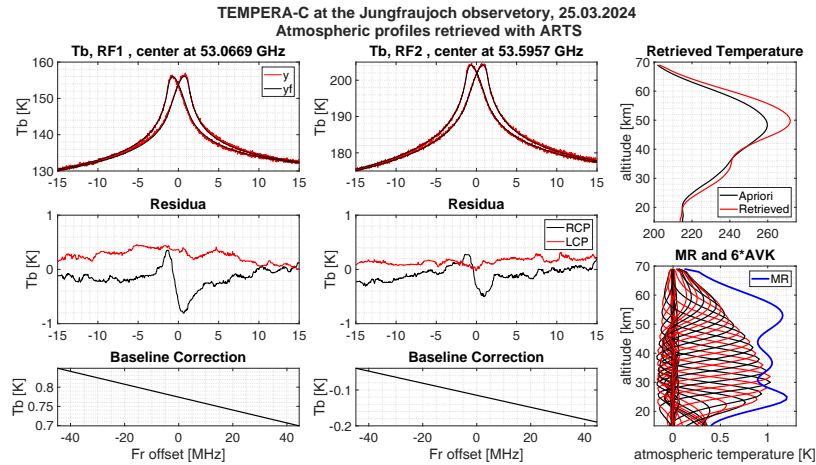 TEMPERA-C at the Jungfraujoch observetory, 25.03.2024
Atmospheric profiles retrieved with ARTS
Tb, RF1 , center at 53.0669 GHz
Tb [K]
160
150
140
130
-15 -10 -5 0 5 10 15
y
yf
Tb, RF2 , center at 53.5957 GHz
200
180
-15 -10 -5 0 5 10 15
Retrieved Temperature
altitude [km]
70
60
50
40
30
20
200 220 240 260
Apriori
Retrieved
Residua
Tb [K]
1
0
-1
-15 -10 -5 0 5 10 15
Residua
1
0
-1
-15 -10 -5 0 5 10 15
RCP
LCP
MR and 6*AVK
altitude [km]
70
60
50
40
30
20
0 0.5 1
atmospheric temperature [K]
MR
Baseline Correction
Tb [K]
0.8
0.75
0.7
-40 -20 0 20 40
Fr offset [MHz]
Baseline Correction
-0.1
-0.2
-40 -20 0 20 40
Fr offset [MHz]